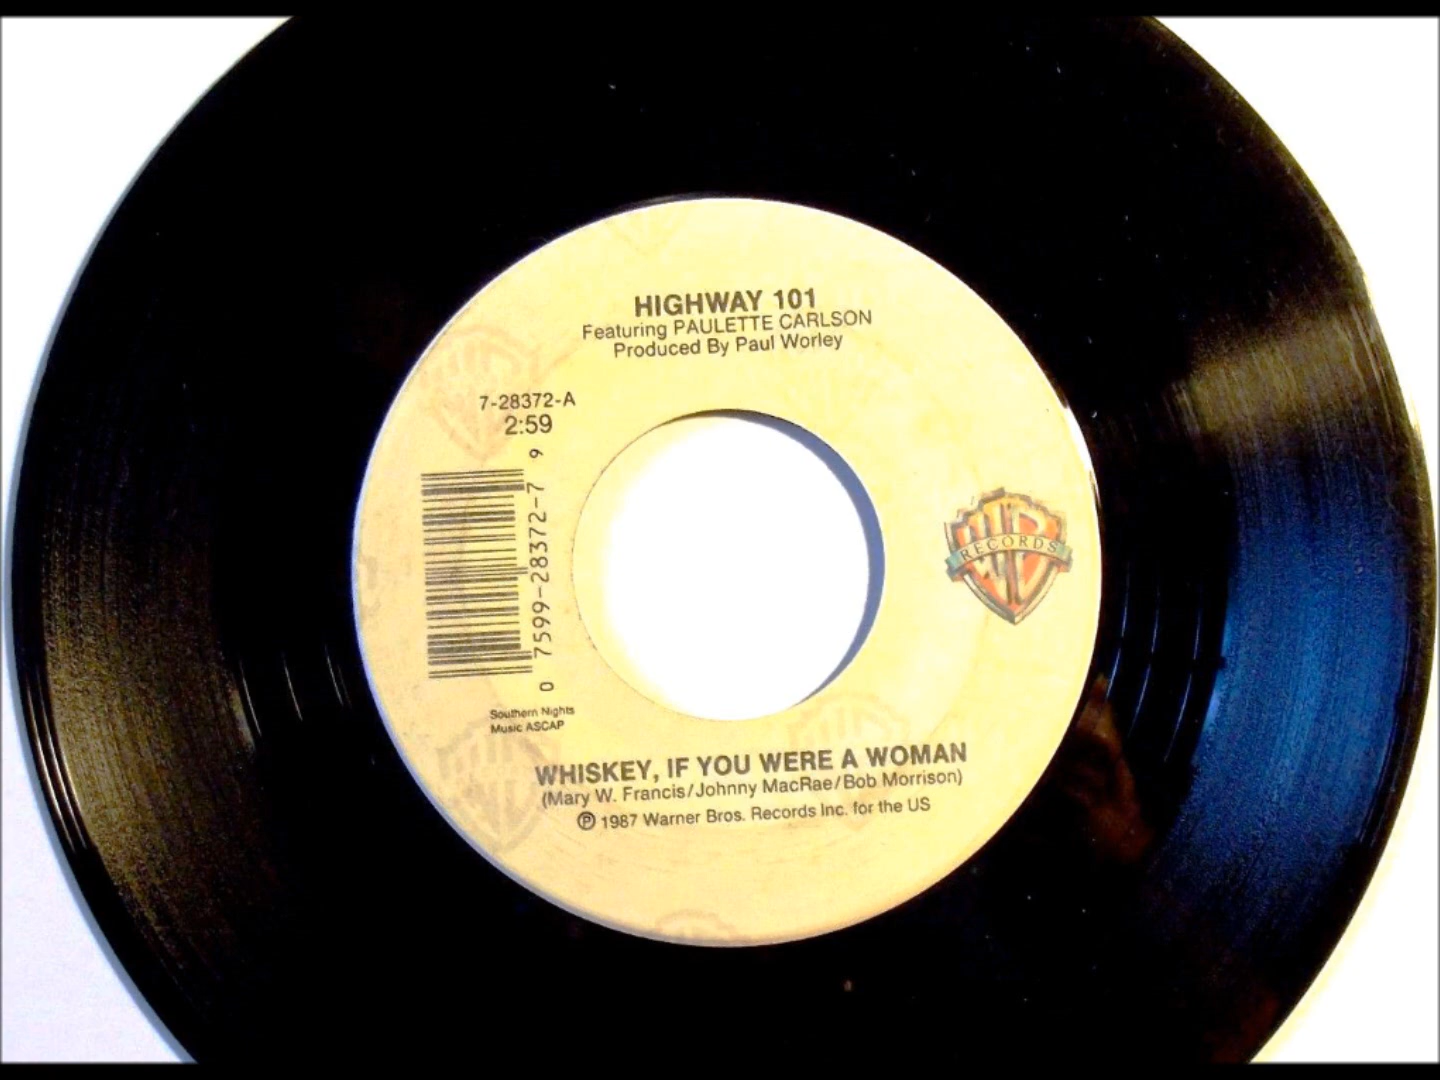 HIGHWAY 101
Featuring PAULETTE CARLSON
Produced By Paul Worley
7-28372-A
2:59
0 7599-28372-7 9
RECORDS
Southern Nights
Music ASCAP
WHISKEY, IF YOU WERE A WOMAN
(Mary W. Francis/Johnny MacRae/Bob Morrison)
℗ 1987 Warner Bros. Records Inc. for the US